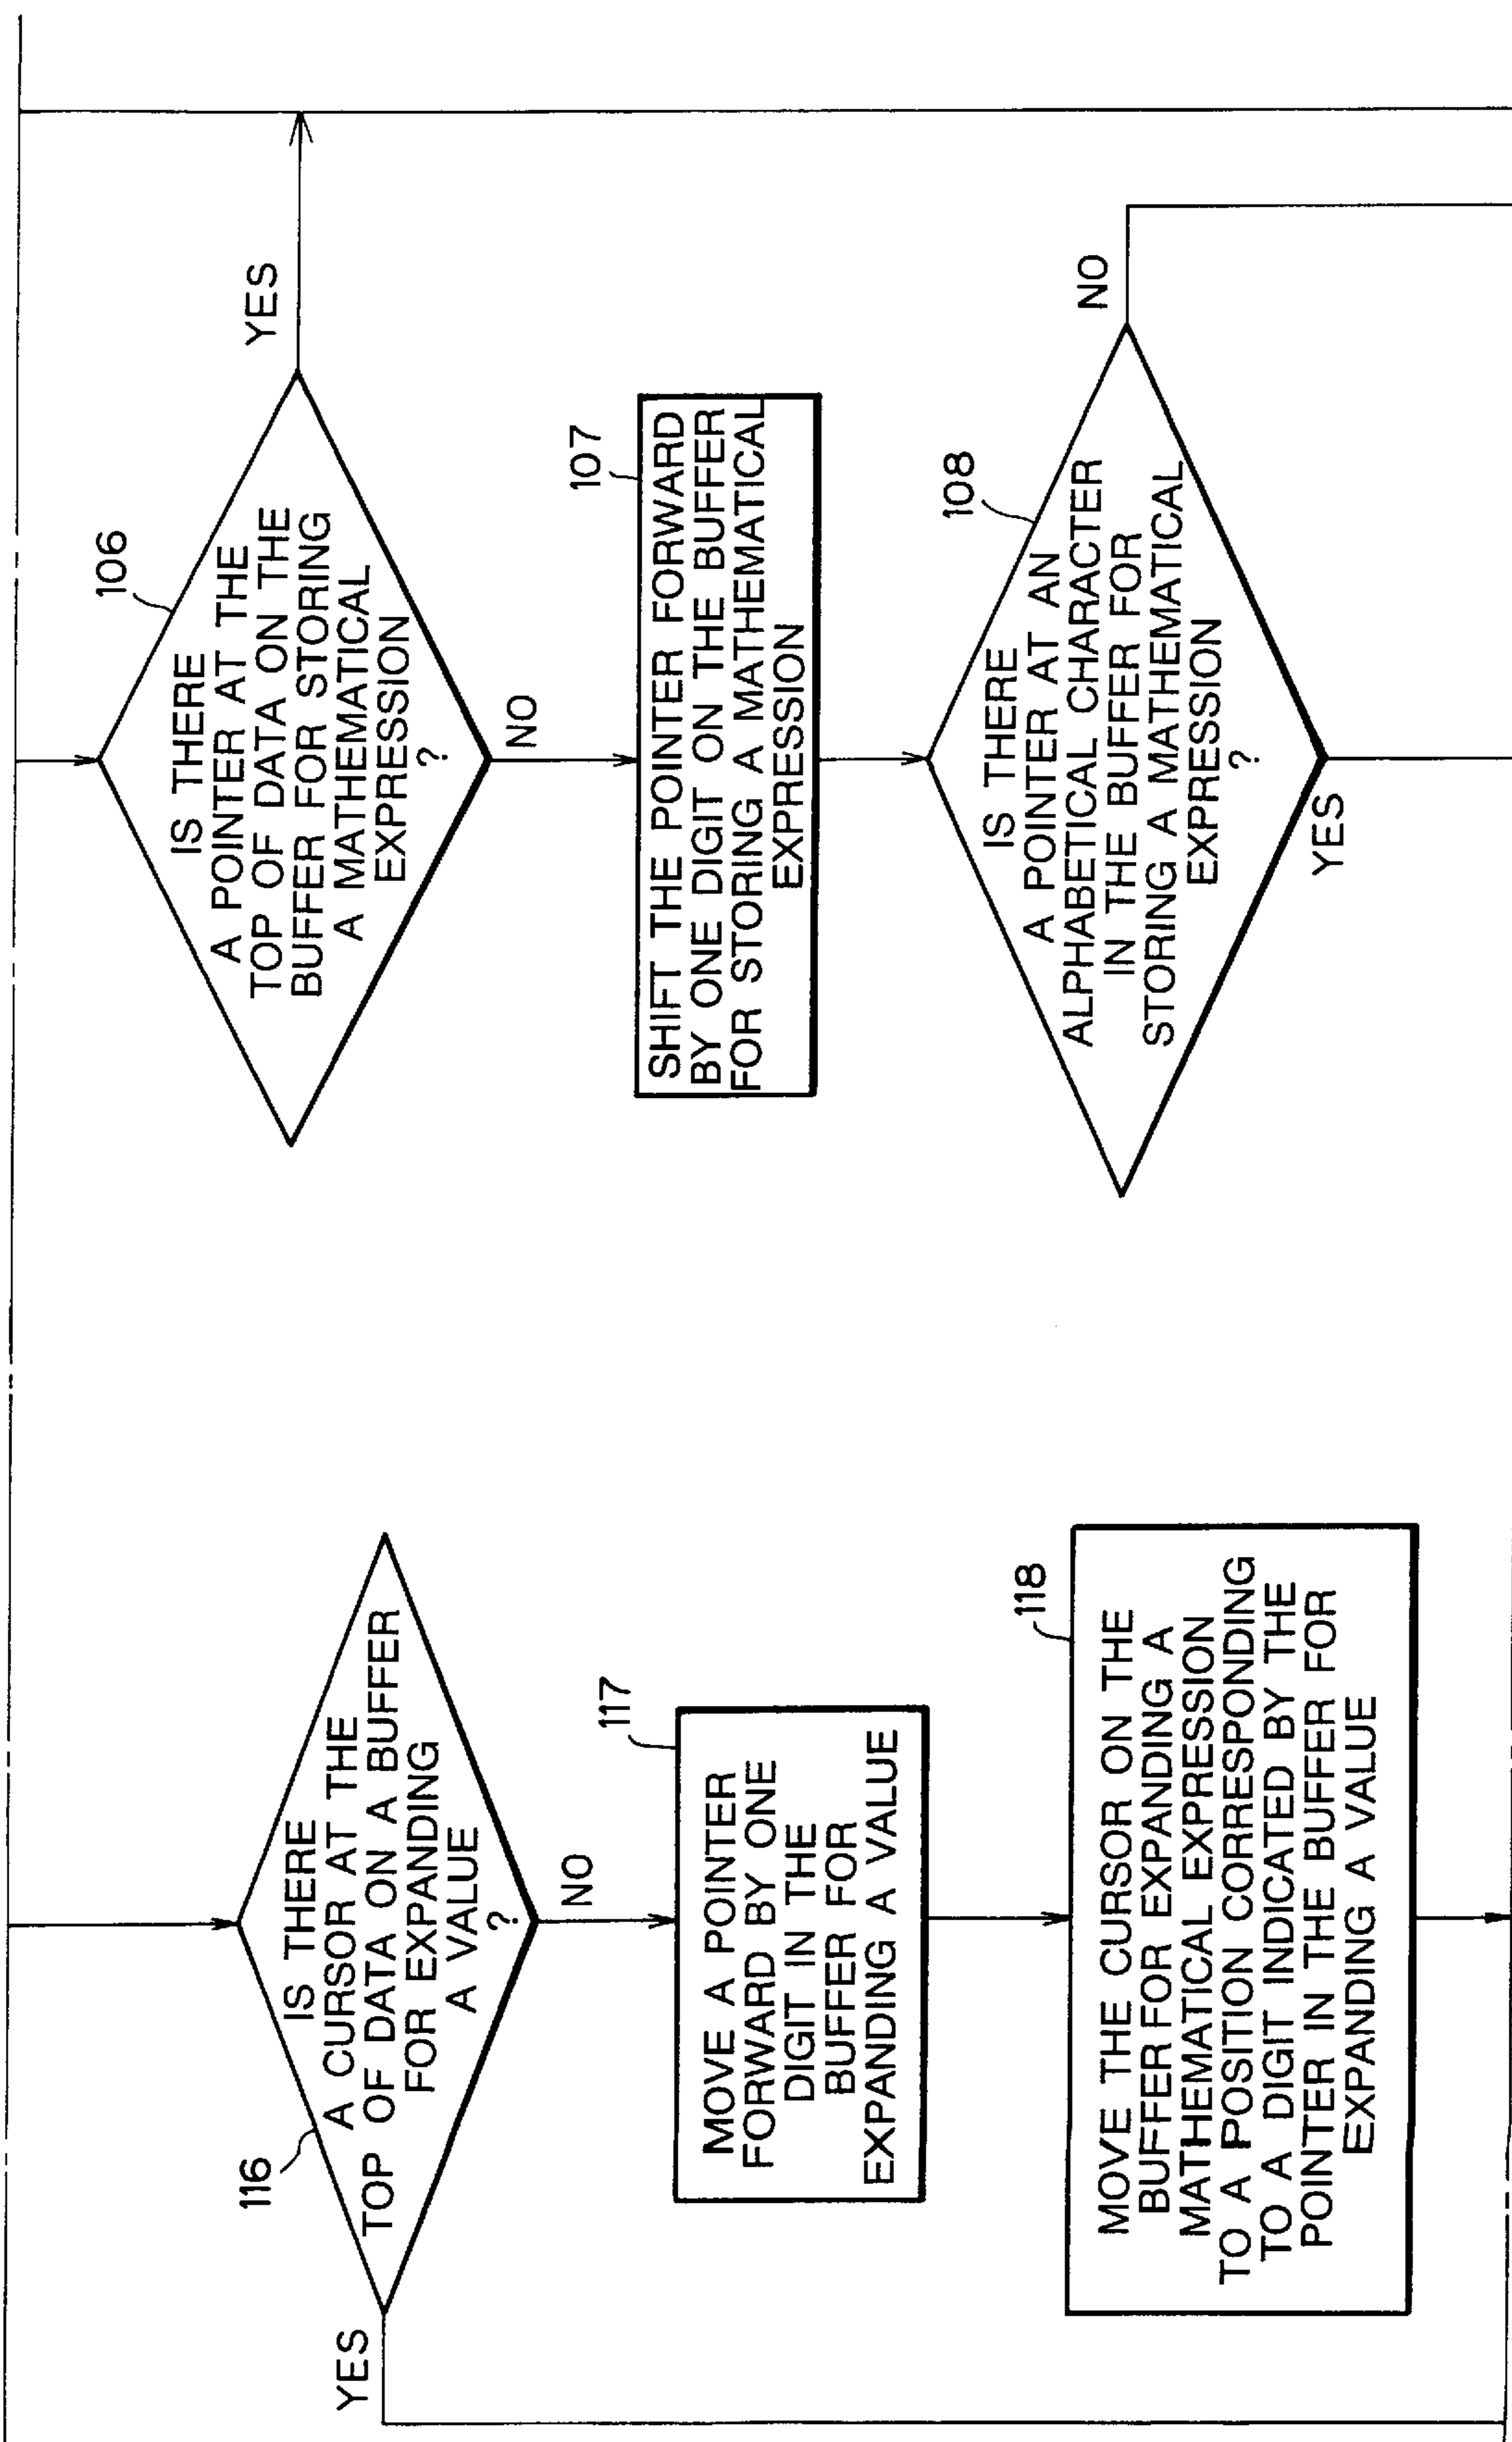 116
IS THERE
A CURSOR AT THE
TOP OF DATA ON A BUFFER
FOR EXPANDING
A VALUE
?
YES
NO
117
MOVE A POINTER
FORWARD BY ONE
DIGIT IN THE
BUFFER FOR
EXPANDING A VALUE
118
MOVE THE CURSOR ON THE
BUFFER FOR EXPANDING A
MATHEMATICAL EXPRESSION
TO A POSITION CORRESPONDING
TO A DIGIT INDICATED BY THE
POINTER IN THE BUFFER FOR
EXPANDING A VALUE
106
IS THERE
A POINTER AT THE
TOP OF DATA ON THE
BUFFER FOR STORING
A MATHEMATICAL
EXPRESSION
?
YES
NO
107
SHIFT THE POINTER FORWARD
BY ONE DIGIT ON THE BUFFER
FOR STORING A MATHEMATICAL
EXPRESSION
108
IS THERE
A POINTER AT AN
ALPHABETICAL CHARACTER
IN THE BUFFER FOR
STORING A MATHEMATICAL
EXPRESSION
?
NO
YES